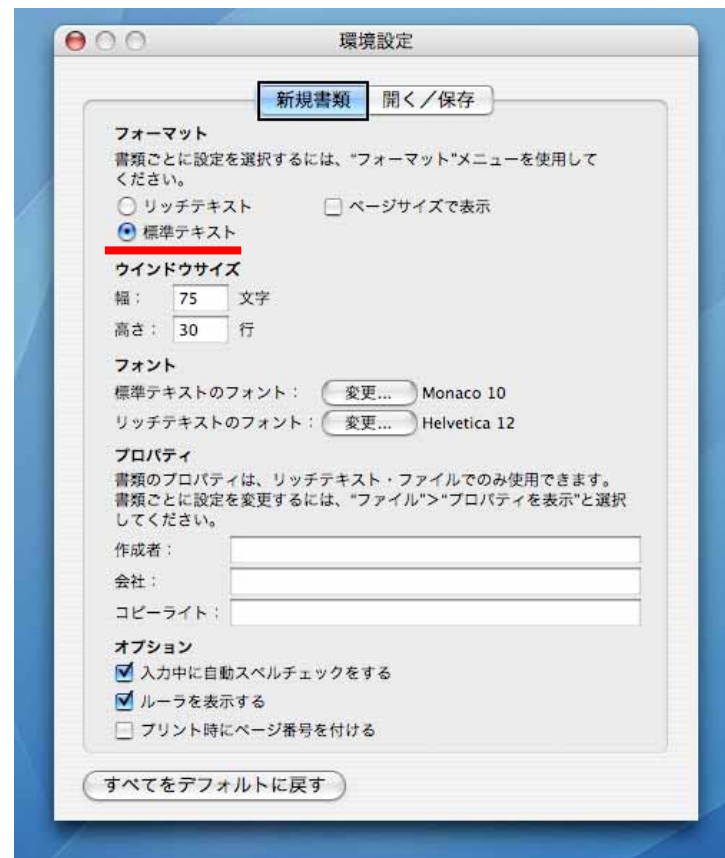 環境設定
新規書類 開く／保存
フォーマット
書類ごとに設定を選択するには、“フォーマット”メニューを使用して
ください。
リッチテキスト ページサイズで表示
標準テキスト
ウインドウサイズ
幅： 75 文字
高さ： 30 行
フォント
標準テキストのフォント： 変更... Monaco 10
リッチテキストのフォント： 変更... Helvetica 12
プロパティ
書類のプロパティは、リッチテキスト・ファイルでのみ使用できます。
書類ごとに設定を変更するには、“ファイル”>“プロパティを表示”と選択
してください。
作成者：
会社：
コピーライト：
オプション
入力中に自動スペルチェックをする
ルーラを表示する
プリント時にページ番号を付ける
すべてをデフォルトに戻す